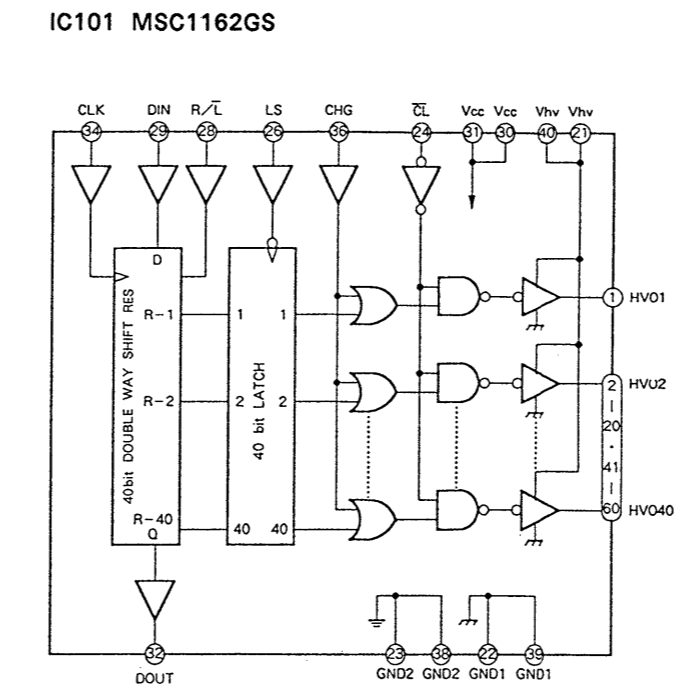 IC101 MSC1162GS
CLK DIN R/L̅ LS CHG C̅L̅ Vcc Vcc Vhv Vhv
34 29 28 26 36 24 31 30 40 21
D
40bit DOUBLE WAY SHIFT RES
40 bit LATCH
R-1 1 1
1 HVO1
R-2 2 2
2 HVO2
20
41
R-40 40 40
60 HVO40
Q
32 23 38 22 39
DOUT GND2 GND2 GND1 GND1